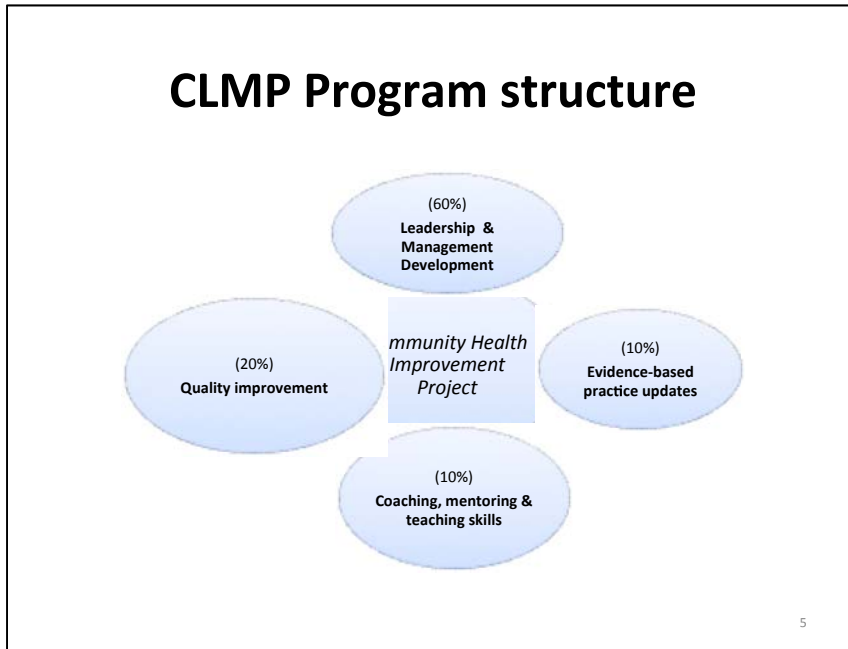 CLMP Program structure
(60%)
Leadership &
Management
Development
(20%)
Quality improvement
mmunity Health
Improvement
Project
(10%)
Evidence-based
practice updates
(10%)
Coaching, mentoring &
teaching skills
5